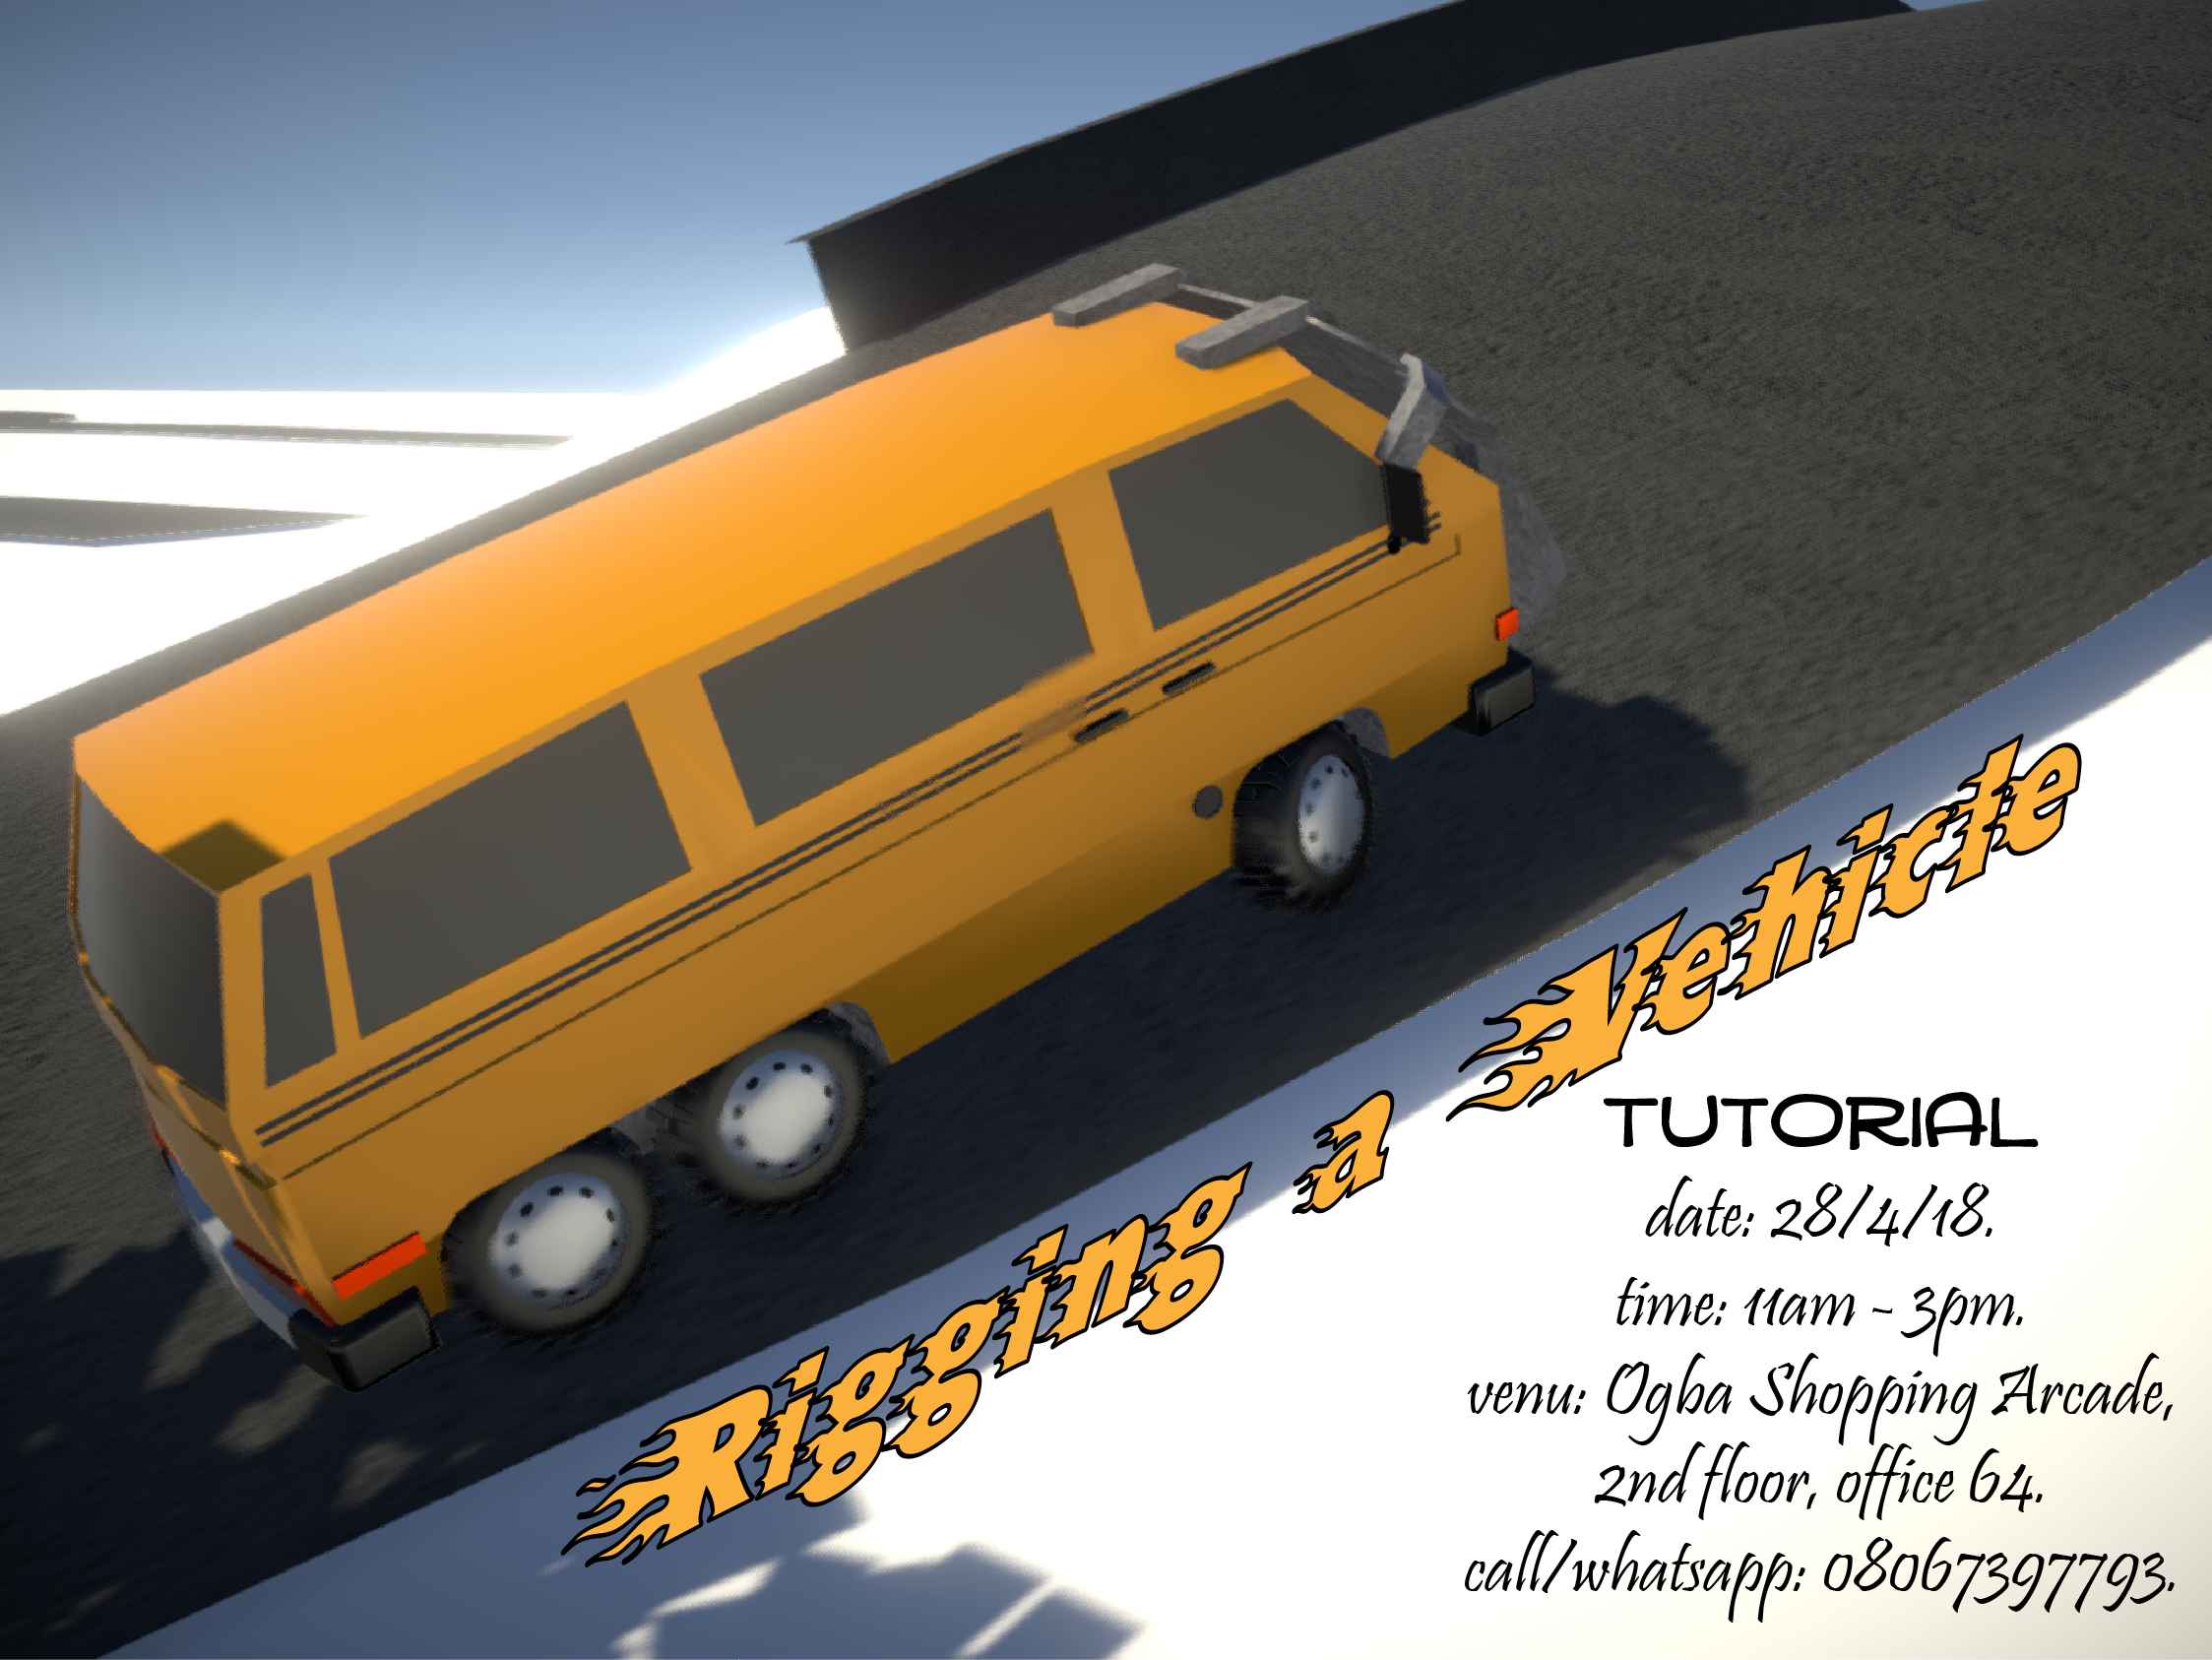 Rigging a Vehicle
TUTORIAL
date: 28/4/18.
time: 11am - 3pm.
venu: Ogba Shopping Arcade,
2nd floor, office 64.
call/whatsapp: 08067397793.